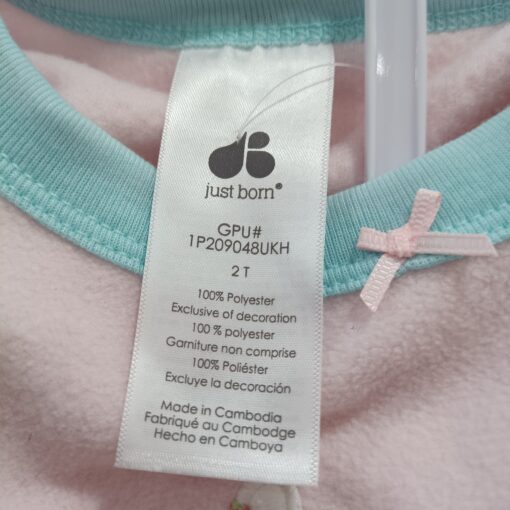 just born®
GPU#
1P209048UKH
2 T
100% Polyester
Exclusive of decoration
100 % polyester
Garniture non comprise
100% Poliéster
Excluye la decoración
Made in Cambodia
Fabriqué au Cambodge
Hecho en Camboya